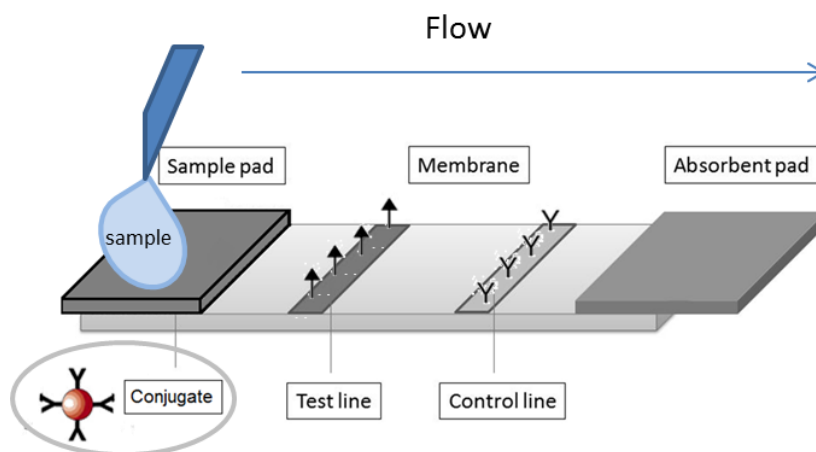 Flow
Sample pad
Membrane
Absorbent pad
sample
Conjugate
Test line
Control line